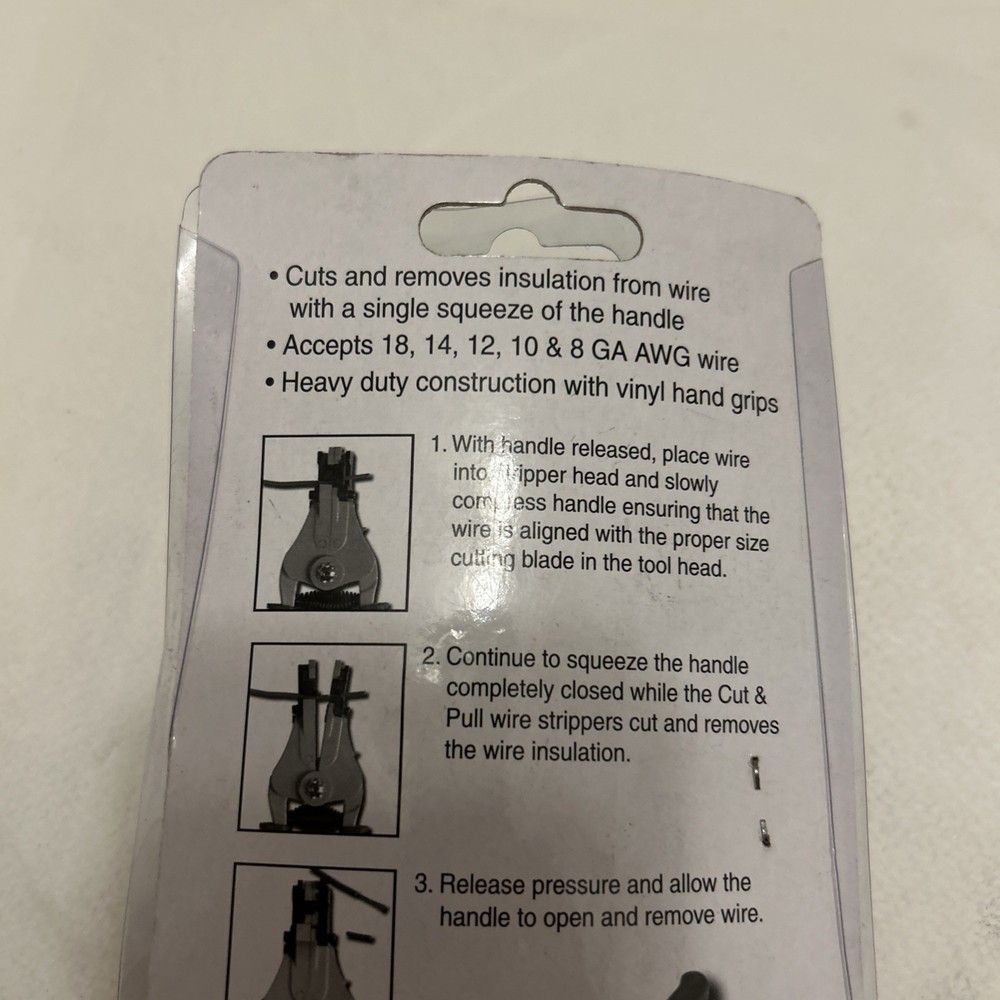 • Cuts and removes insulation from wire
with a single squeeze of the handle
• Accepts 18, 14, 12, 10 & 8 GA AWG wire
• Heavy duty construction with vinyl hand grips
1. With handle released, place wire
into stripper head and slowly
compress handle ensuring that the
wire is aligned with the proper size
cutting blade in the tool head.
2. Continue to squeeze the handle
completely closed while the Cut &
Pull wire strippers cut and removes
the wire insulation.
3. Release pressure and allow the
handle to open and remove wire.